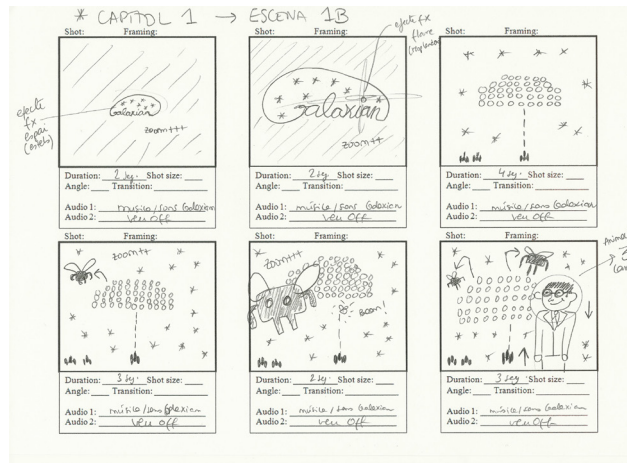 * CAPÍTOL 1 → ESCENA 1B
Shot: Framing:
Shot: Framing:
efecte FX
flaire
Shot: Framing:
efecte
fx
espai
(estels)
Galaxian
zoom+++
Galaxian
zoom++
Duration: 2 seg. Shot size:
Angle: Transition:
Audio 1: música/sons Galaxian
Audio 2: Veu Off
Duration: 2 seg Shot size:
Angle: Transition:
Audio 1: música/sons Galaxian
Audio 2: Veu Off
Duration: 4 seg Shot size:
Angle: Transition:
Audio 1: música/sons Galaxian
Audio 2: Veu Off
Shot: Framing:
Shot: Framing:
Shot: Framing:
zoom++
zoom++
BOOM!
Duration: 3 seg. Shot size:
Angle: Transition:
Audio 1: música/sons Galaxian
Audio 2: Veu Off
Duration: 2 seg. Shot size:
Angle: Transition:
Audio 1: música/sons Galaxian
Audio 2: Veu Off
Duration: 3 seg Shot size:
Angle: Transition:
Audio 1: música/sons Galaxian
Audio 2: Veu Off